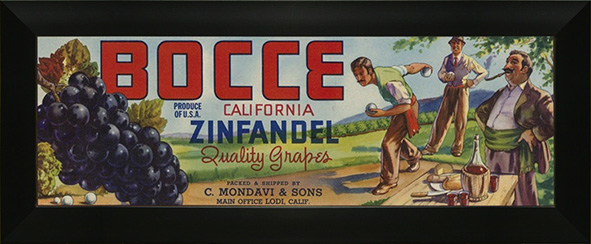 BOCCE
PRODUCE
OF U.S.A.
CALIFORNIA
ZINFANDEL
Quality Grapes
PACKED & SHIPPED BY
C. MONDAVI & SONS
MAIN OFFICE LODI, CALIF.